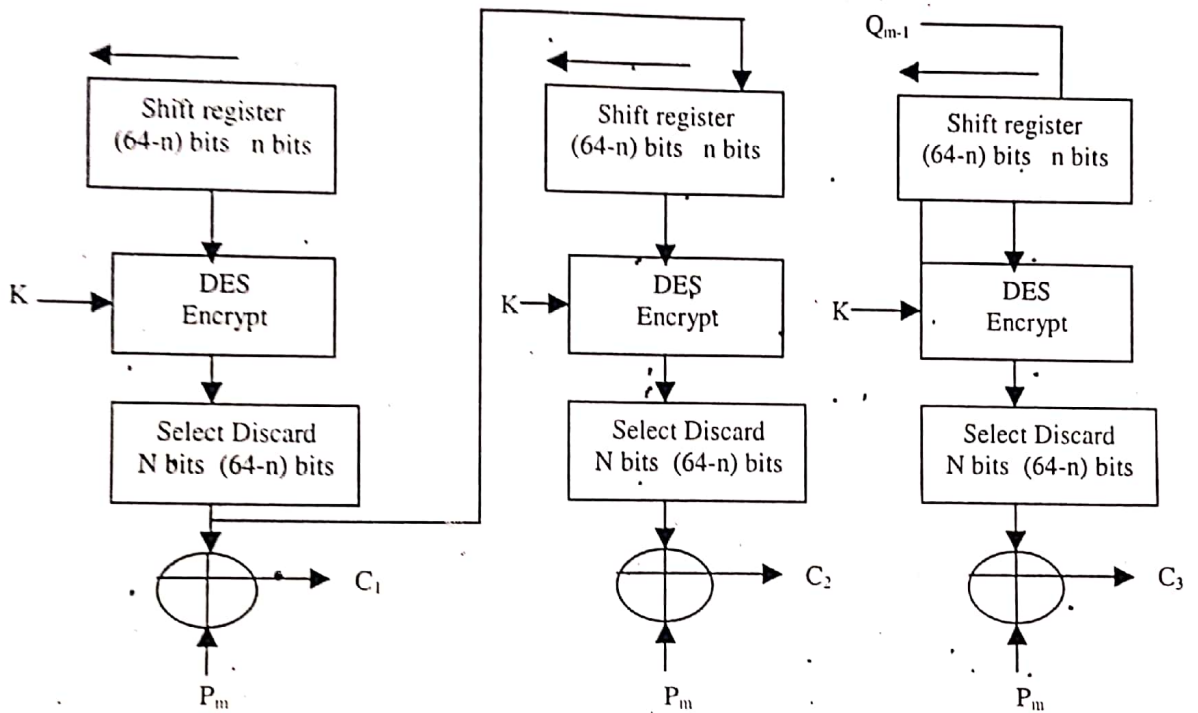 Q_{m-1}
Shift register
(64-n) bits n bits
Shift register
(64-n) bits n bits
Shift register
(64-n) bits n bits
K
DES
Encrypt
K
DES
Encrypt
K
DES
Encrypt
Select Discard
N bits (64-n) bits
Select Discard
N bits (64-n) bits
Select Discard
N bits (64-n) bits
C₁
C₂
C₃
Pₘ
Pₘ
Pₘ